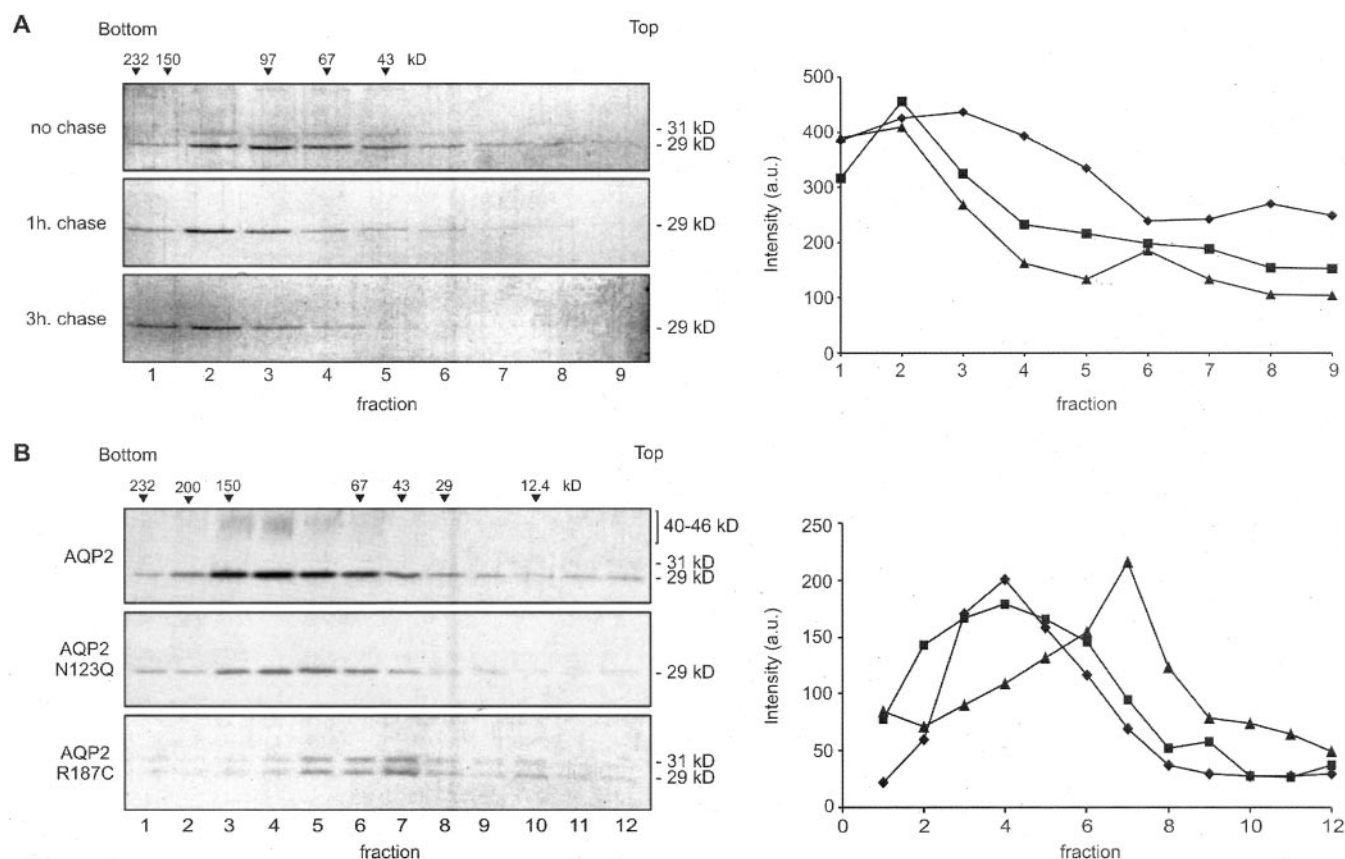 A
Bottom Top
232 150 97 67 43 kD
no chase
- 31 kD
- 29 kD
1h. chase
- 29 kD
3h. chase
- 29 kD
1 2 3 4 5 6 7 8 9
fraction
500
400
300
200
100
0
Intensity (a.u.)
1 2 3 4 5 6 7 8 9
fraction
B
Bottom Top
232 200 150 67 43 29 12.4 kD
AQP2
40-46 kD
- 31 kD
- 29 kD
AQP2
N123Q
- 29 kD
AQP2
R187C
- 31 kD
- 29 kD
1 2 3 4 5 6 7 8 9 10 11 12
fraction
250
200
150
100
50
0
Intensity (a.u.)
0 2 4 6 8 10 12
fraction